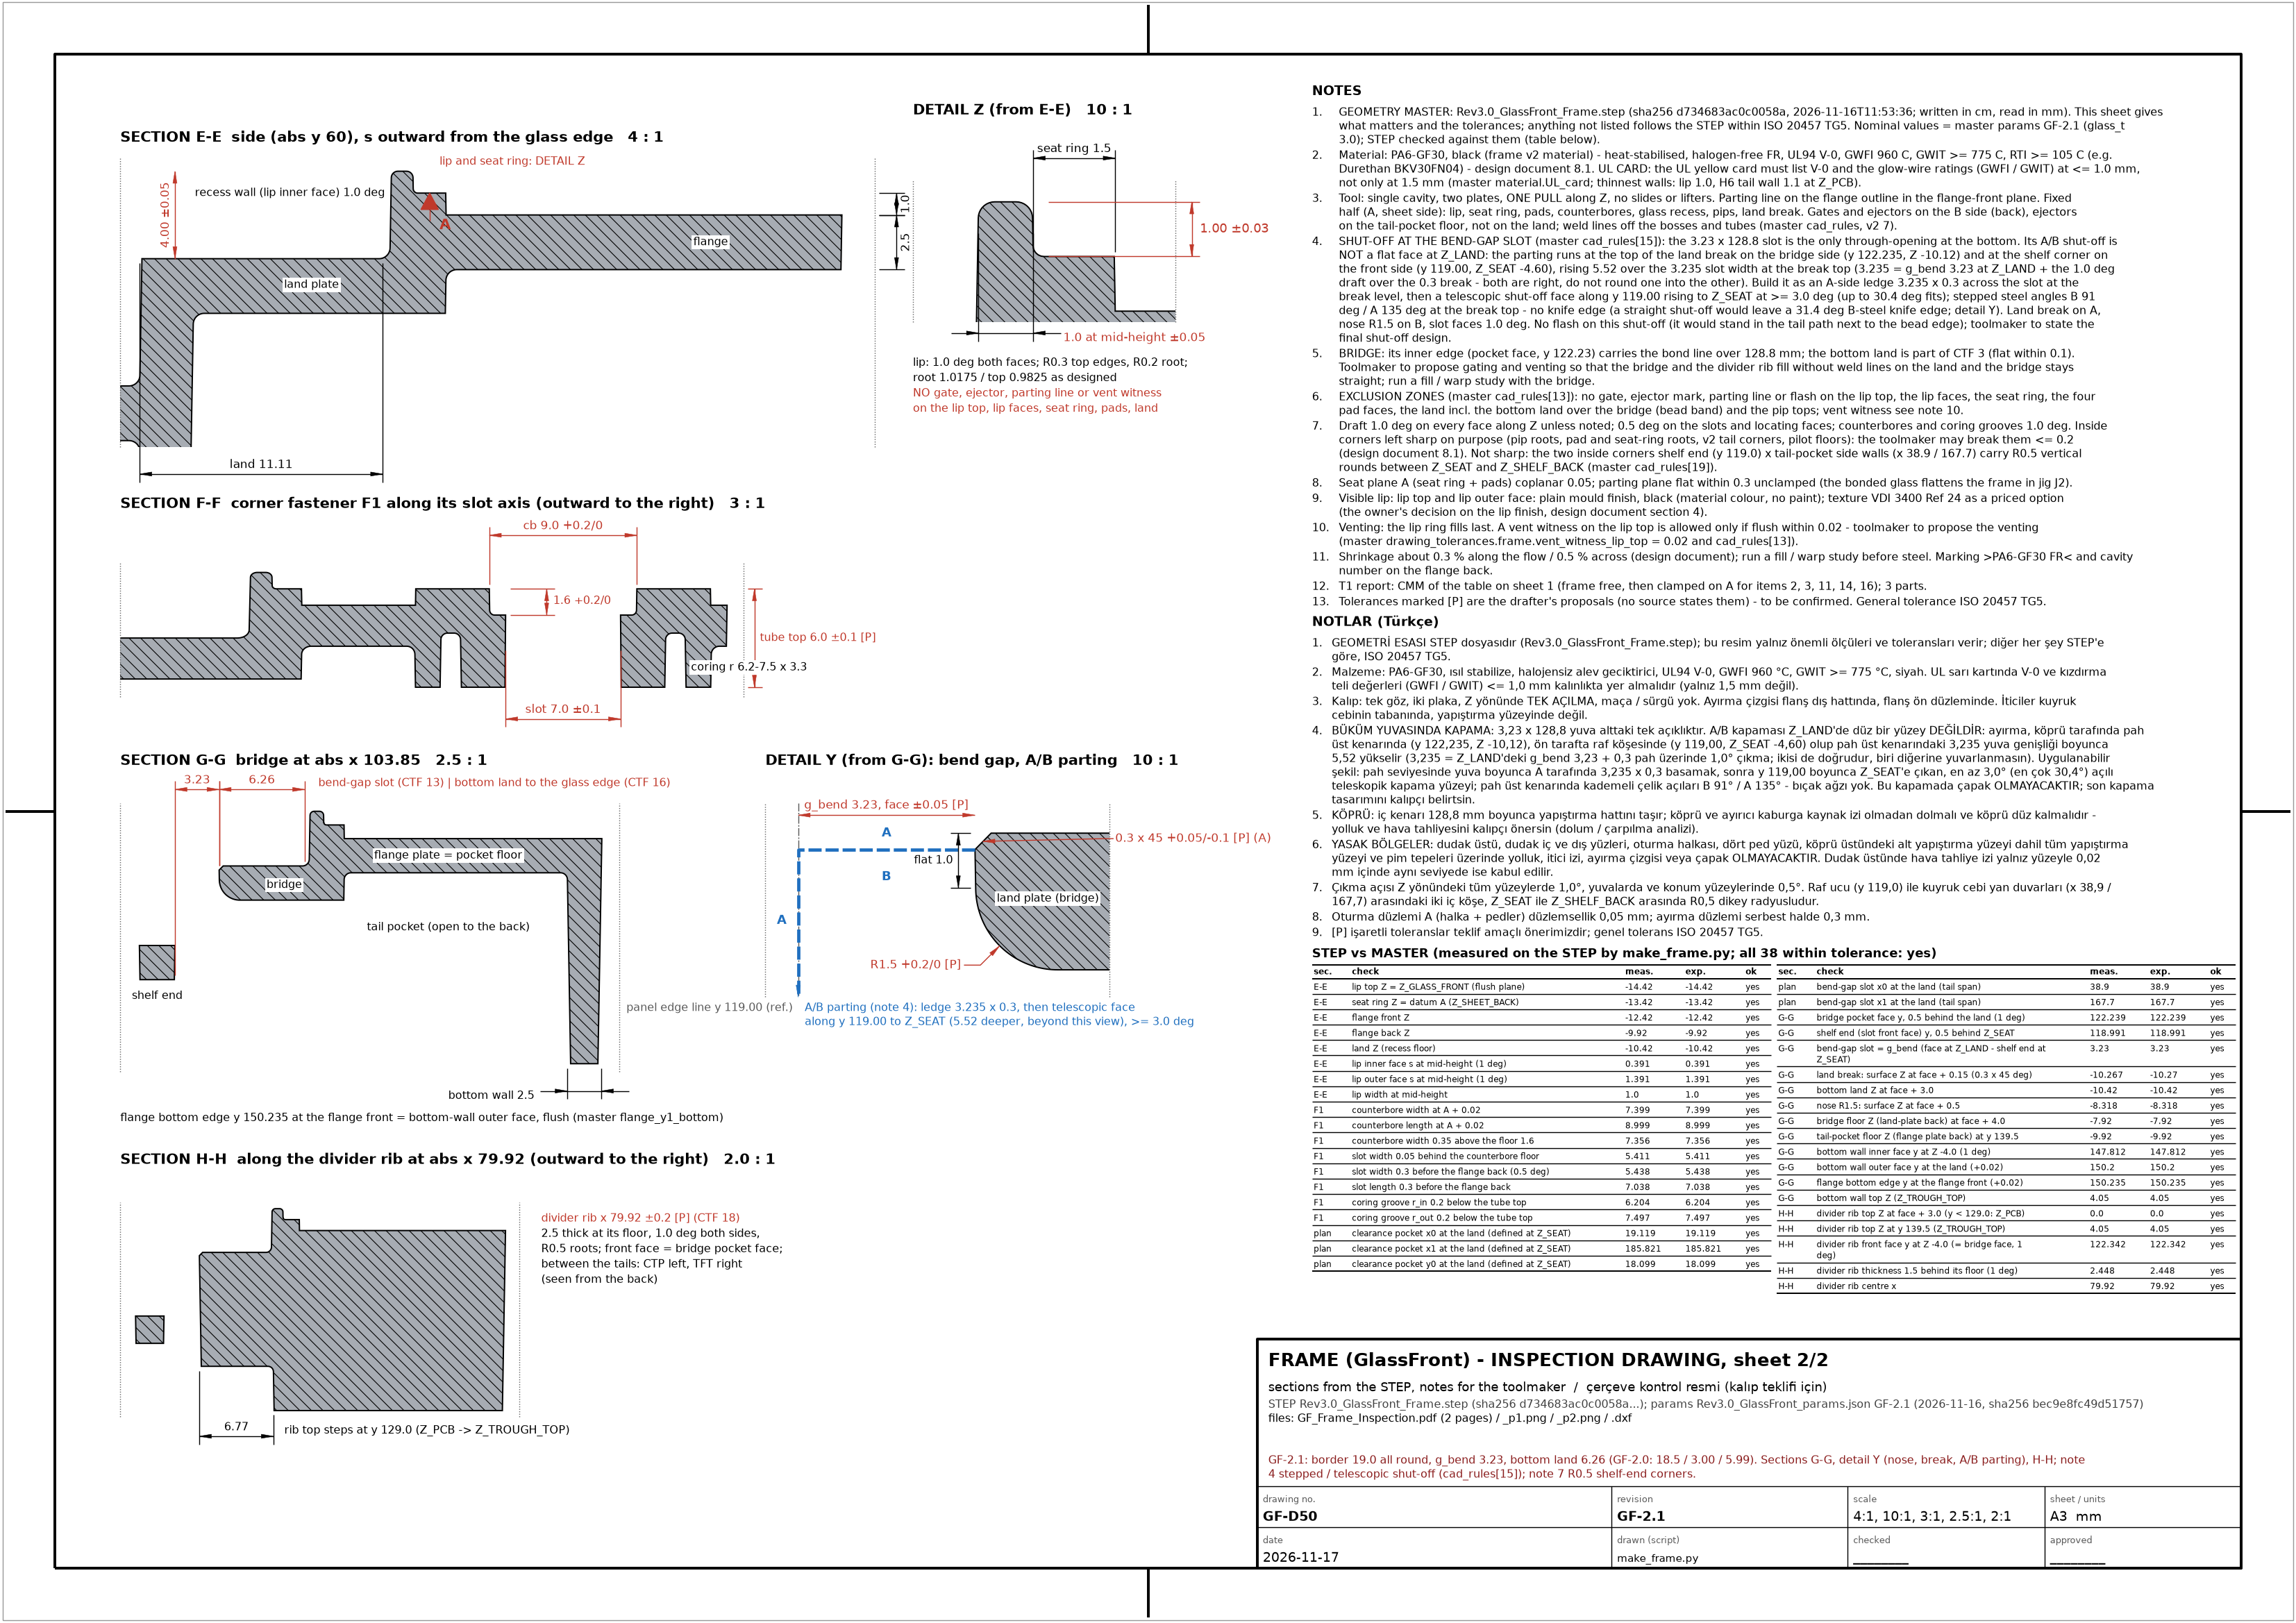 SECTION E-E  side (abs y 60), s outward from the glass edge   4 : 1
lip and seat ring: DETAIL Z
recess wall (lip inner face) 1.0 deg
4.00 ±0.05
A
flange
land plate
1.0
2.5
land 11.11
DETAIL Z (from E-E)   10 : 1
seat ring 1.5
1.00 ±0.03
1.0 at mid-height ±0.05
lip: 1.0 deg both faces; R0.3 top edges, R0.2 root;
root 1.0175 / top 0.9825 as designed
NO gate, ejector, parting line or vent witness
on the lip top, lip faces, seat ring, pads, land
SECTION F-F  corner fastener F1 along its slot axis (outward to the right)   3 : 1
cb 9.0 +0.2/0
1.6 +0.2/0
tube top 6.0 ±0.1 [P]
coring r 6.2-7.5 x 3.3
slot 7.0 ±0.1
SECTION G-G  bridge at abs x 103.85   2.5 : 1
3.23
6.26
bend-gap slot (CTF 13) | bottom land to the glass edge (CTF 16)
flange plate = pocket floor
bridge
tail pocket (open to the back)
shelf end
bottom wall 2.5
flange bottom edge y 150.235 at the flange front = bottom-wall outer face, flush (master flange_y1_bottom)
DETAIL Y (from G-G): bend gap, A/B parting   10 : 1
g_bend 3.23, face ±0.05 [P]
A
0.3 x 45 +0.05/-0.1 [P] (A)
flat 1.0
B
land plate (bridge)
A
R1.5 +0.2/0 [P]
panel edge line y 119.00 (ref.)
A/B parting (note 4): ledge 3.235 x 0.3, then telescopic face
along y 119.00 to Z_SEAT (5.52 deeper, beyond this view), >= 3.0 deg
SECTION H-H  along the divider rib at abs x 79.92 (outward to the right)   2.0 : 1
divider rib x 79.92 ±0.2 [P] (CTF 18)
2.5 thick at its floor, 1.0 deg both sides,
R0.5 roots; front face = bridge pocket face;
between the tails: CTP left, TFT right
(seen from the back)
6.77
rib top steps at y 129.0 (Z_PCB -> Z_TROUGH_TOP)
NOTES
1. GEOMETRY MASTER: Rev3.0_GlassFront_Frame.step (sha256 d734683ac0c0058a, 2026-11-16T11:53:36; written in cm, read in mm). This sheet gives
what matters and the tolerances; anything not listed follows the STEP within ISO 20457 TG5. Nominal values = master params GF-2.1 (glass_t
3.0); STEP checked against them (table below).
2. Material: PA6-GF30, black (frame v2 material) - heat-stabilised, halogen-free FR, UL94 V-0, GWFI 960 C, GWIT >= 775 C, RTI >= 105 C (e.g.
Durethan BKV30FN04) - design document 8.1. UL CARD: the UL yellow card must list V-0 and the glow-wire ratings (GWFI / GWIT) at <= 1.0 mm,
not only at 1.5 mm (master material.UL_card; thinnest walls: lip 1.0, H6 tail wall 1.1 at Z_PCB).
3. Tool: single cavity, two plates, ONE PULL along Z, no slides or lifters. Parting line on the flange outline in the flange-front plane. Fixed
half (A, sheet side): lip, seat ring, pads, counterbores, glass recess, pips, land break. Gates and ejectors on the B side (back), ejectors
on the tail-pocket floor, not on the land; weld lines off the bosses and tubes (master cad_rules, v2 7).
4. SHUT-OFF AT THE BEND-GAP SLOT (master cad_rules[15]): the 3.23 x 128.8 slot is the only through-opening at the bottom. Its A/B shut-off is
NOT a flat face at Z_LAND: the parting runs at the top of the land break on the bridge side (y 122.235, Z -10.12) and at the shelf corner on
the front side (y 119.00, Z_SEAT -4.60), rising 5.52 over the 3.235 slot width at the break top (3.235 = g_bend 3.23 at Z_LAND + the 1.0 deg
draft over the 0.3 break - both are right, do not round one into the other). Build it as an A-side ledge 3.235 x 0.3 across the slot at the
break level, then a telescopic shut-off face along y 119.00 rising to Z_SEAT at >= 3.0 deg (up to 30.4 deg fits); stepped steel angles B 91
deg / A 135 deg at the break top - no knife edge (a straight shut-off would leave a 31.4 deg B-steel knife edge; detail Y). Land break on A,
nose R1.5 on B, slot faces 1.0 deg. No flash on this shut-off (it would stand in the tail path next to the bead edge); toolmaker to state the
final shut-off design.
5. BRIDGE: its inner edge (pocket face, y 122.23) carries the bond line over 128.8 mm; the bottom land is part of CTF 3 (flat within 0.1).
Toolmaker to propose gating and venting so that the bridge and the divider rib fill without weld lines on the land and the bridge stays
straight; run a fill / warp study with the bridge.
6. EXCLUSION ZONES (master cad_rules[13]): no gate, ejector mark, parting line or flash on the lip top, the lip faces, the seat ring, the four
pad faces, the land incl. the bottom land over the bridge (bead band) and the pip tops; vent witness see note 10.
7. Draft 1.0 deg on every face along Z unless noted; 0.5 deg on the slots and locating faces; counterbores and coring grooves 1.0 deg. Inside
corners left sharp on purpose (pip roots, pad and seat-ring roots, v2 tail corners, pilot floors): the toolmaker may break them <= 0.2
(design document 8.1). Not sharp: the two inside corners shelf end (y 119.0) x tail-pocket side walls (x 38.9 / 167.7) carry R0.5 vertical
rounds between Z_SEAT and Z_SHELF_BACK (master cad_rules[19]).
8. Seat plane A (seat ring + pads) coplanar 0.05; parting plane flat within 0.3 unclamped (the bonded glass flattens the frame in jig J2).
9. Visible lip: lip top and lip outer face: plain mould finish, black (material colour, no paint); texture VDI 3400 Ref 24 as a priced option
(the owner's decision on the lip finish, design document section 4).
10. Venting: the lip ring fills last. A vent witness on the lip top is allowed only if flush within 0.02 - toolmaker to propose the venting
(master drawing_tolerances.frame.vent_witness_lip_top = 0.02 and cad_rules[13]).
11. Shrinkage about 0.3 % along the flow / 0.5 % across (design document); run a fill / warp study before steel. Marking >PA6-GF30 FR< and cavity
number on the flange back.
12. T1 report: CMM of the table on sheet 1 (frame free, then clamped on A for items 2, 3, 11, 14, 16); 3 parts.
13. Tolerances marked [P] are the drafter's proposals (no source states them) - to be confirmed. General tolerance ISO 20457 TG5.
NOTLAR (Türkçe)
1. GEOMETRİ ESASI STEP dosyasıdır (Rev3.0_GlassFront_Frame.step); bu resim yalnız önemli ölçüleri ve toleransları verir; diğer her şey STEP'e
göre, ISO 20457 TG5.
2. Malzeme: PA6-GF30, ısıl stabilize, halojensiz alev geciktirici, UL94 V-0, GWFI 960 °C, GWIT >= 775 °C, siyah. UL sarı kartında V-0 ve kızdırma
teli değerleri (GWFI / GWIT) <= 1,0 mm kalınlıkta yer almalıdır (yalnız 1,5 mm değil).
3. Kalıp: tek göz, iki plaka, Z yönünde TEK AÇILMA, maça / sürgü yok. Ayırma çizgisi flanş dış hattında, flanş ön düzleminde. İticiler kuyruk
cebinin tabanında, yapıştırma yüzeyinde değil.
4. BÜKÜM YUVASINDA KAPAMA: 3,23 x 128,8 yuva alttaki tek açıklıktır. A/B kapaması Z_LAND'de düz bir yüzey DEĞİLDİR: ayırma, köprü tarafında pah
üst kenarında (y 122,235, Z -10,12), ön tarafta raf köşesinde (y 119,00, Z_SEAT -4,60) olup pah üst kenarındaki 3,235 yuva genişliği boyunca
5,52 yükselir (3,235 = Z_LAND'deki g_bend 3,23 + 0,3 pah üzerinde 1,0° çıkma; ikisi de doğrudur, biri diğerine yuvarlanmasın). Uygulanabilir
şekil: pah seviyesinde yuva boyunca A tarafında 3,235 x 0,3 basamak, sonra y 119,00 boyunca Z_SEAT'e çıkan, en az 3,0° (en çok 30,4°) açılı
teleskopik kapama yüzeyi; pah üst kenarında kademeli çelik açıları B 91° / A 135° - bıçak ağzı yok. Bu kapamada çapak OLMAYACAKTIR; son kapama
tasarımını kalıpçı belirtsin.
5. KÖPRÜ: iç kenarı 128,8 mm boyunca yapıştırma hattını taşır; köprü ve ayırıcı kaburga kaynak izi olmadan dolmalı ve köprü düz kalmalıdır -
yolluk ve hava tahliyesini kalıpçı önersin (dolum / çarpılma analizi).
6. YASAK BÖLGELER: dudak üstü, dudak iç ve dış yüzleri, oturma halkası, dört ped yüzü, köprü üstündeki alt yapıştırma yüzeyi dahil tüm yapıştırma
yüzeyi ve pim tepeleri üzerinde yolluk, itici izi, ayırma çizgisi veya çapak OLMAYACAKTIR. Dudak üstünde hava tahliye izi yalnız yüzeyle 0,02
mm içinde aynı seviyede ise kabul edilir.
7. Çıkma açısı Z yönündeki tüm yüzeylerde 1,0°, yuvalarda ve konum yüzeylerinde 0,5°. Raf ucu (y 119,0) ile kuyruk cebi yan duvarları (x 38,9 /
167,7) arasındaki iki iç köşe, Z_SEAT ile Z_SHELF_BACK arasında R0,5 dikey radyusludur.
8. Oturma düzlemi A (halka + pedler) düzlemsellik 0,05 mm; ayırma düzlemi serbest halde 0,3 mm.
9. [P] işaretli toleranslar teklif amaçlı önerimizdir; genel tolerans ISO 20457 TG5.
STEP vs MASTER (measured on the STEP by make_frame.py; all 38 within tolerance: yes)
sec. check meas. exp. ok
E-E lip top Z = Z_GLASS_FRONT (flush plane) -14.42 -14.42 yes
E-E seat ring Z = datum A (Z_SHEET_BACK) -13.42 -13.42 yes
E-E flange front Z -12.42 -12.42 yes
E-E flange back Z -9.92 -9.92 yes
E-E land Z (recess floor) -10.42 -10.42 yes
E-E lip inner face s at mid-height (1 deg) 0.391 0.391 yes
E-E lip outer face s at mid-height (1 deg) 1.391 1.391 yes
E-E lip width at mid-height 1.0 1.0 yes
F1 counterbore width at A + 0.02 7.399 7.399 yes
F1 counterbore length at A + 0.02 8.999 8.999 yes
F1 counterbore width 0.35 above the floor 1.6 7.356 7.356 yes
F1 slot width 0.05 behind the counterbore floor 5.411 5.411 yes
F1 slot width 0.3 before the flange back (0.5 deg) 5.438 5.438 yes
F1 slot length 0.3 before the flange back 7.038 7.038 yes
F1 coring groove r_in 0.2 below the tube top 6.204 6.204 yes
F1 coring groove r_out 0.2 below the tube top 7.497 7.497 yes
plan clearance pocket x0 at the land (defined at Z_SEAT) 19.119 19.119 yes
plan clearance pocket x1 at the land (defined at Z_SEAT) 185.821 185.821 yes
plan clearance pocket y0 at the land (defined at Z_SEAT) 18.099 18.099 yes
sec. check meas. exp. ok
plan bend-gap slot x0 at the land (tail span) 38.9 38.9 yes
plan bend-gap slot x1 at the land (tail span) 167.7 167.7 yes
G-G bridge pocket face y, 0.5 behind the land (1 deg) 122.239 122.239 yes
G-G shelf end (slot front face) y, 0.5 behind Z_SEAT 118.991 118.991 yes
G-G bend-gap slot = g_bend (face at Z_LAND - shelf end at 3.23 3.23 yes
Z_SEAT)
G-G land break: surface Z at face + 0.15 (0.3 x 45 deg) -10.267 -10.27 yes
G-G bottom land Z at face + 3.0 -10.42 -10.42 yes
G-G nose R1.5: surface Z at face + 0.5 -8.318 -8.318 yes
G-G bridge floor Z (land-plate back) at face + 4.0 -7.92 -7.92 yes
G-G tail-pocket floor Z (flange plate back) at y 139.5 -9.92 -9.92 yes
G-G bottom wall inner face y at Z -4.0 (1 deg) 147.812 147.812 yes
G-G bottom wall outer face y at the land (+0.02) 150.2 150.2 yes
G-G flange bottom edge y at the flange front (+0.02) 150.235 150.235 yes
G-G bottom wall top Z (Z_TROUGH_TOP) 4.05 4.05 yes
H-H divider rib top Z at face + 3.0 (y < 129.0: Z_PCB) 0.0 0.0 yes
H-H divider rib top Z at y 139.5 (Z_TROUGH_TOP) 4.05 4.05 yes
H-H divider rib front face y at Z -4.0 (= bridge face, 1 122.342 122.342 yes
deg)
H-H divider rib thickness 1.5 behind its floor (1 deg) 2.448 2.448 yes
H-H divider rib centre x 79.92 79.92 yes
FRAME (GlassFront) - INSPECTION DRAWING, sheet 2/2
sections from the STEP, notes for the toolmaker  /  çerçeve kontrol resmi (kalıp teklifi için)
STEP Rev3.0_GlassFront_Frame.step (sha256 d734683ac0c0058a...); params Rev3.0_GlassFront_params.json GF-2.1 (2026-11-16, sha256 bec9e8fc49d51757)
files: GF_Frame_Inspection.pdf (2 pages) / _p1.png / _p2.png / .dxf
GF-2.1: border 19.0 all round, g_bend 3.23, bottom land 6.26 (GF-2.0: 18.5 / 3.00 / 5.99). Sections G-G, detail Y (nose, break, A/B parting), H-H; note
4 stepped / telescopic shut-off (cad_rules[15]); note 7 R0.5 shelf-end corners.
drawing no. revision scale sheet / units
GF-D50 GF-2.1 4:1, 10:1, 3:1, 2.5:1, 2:1 A3  mm
date drawn (script) checked approved
2026-11-17 make_frame.py ________ ________